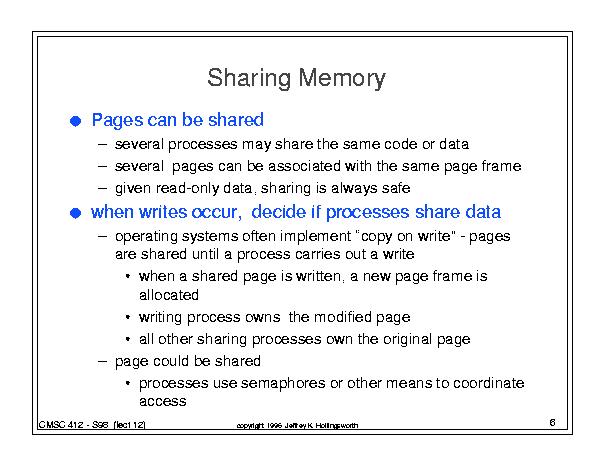 Sharing Memory
● Pages can be shared
– several processes may share the same code or data
– several pages can be associated with the same page frame
– given read-only data, sharing is always safe
● when writes occur, decide if processes share data
– operating systems often implement "copy on write" - pages
are shared until a process carries out a write
• when a shared page is written, a new page frame is
allocated
• writing process owns the modified page
• all other sharing processes own the original page
– page could be shared
• processes use semaphores or other means to coordinate
access
CMSC 412 - S98 (lect 12)
copyright 1996 Jeffrey K. Hollingsworth
6